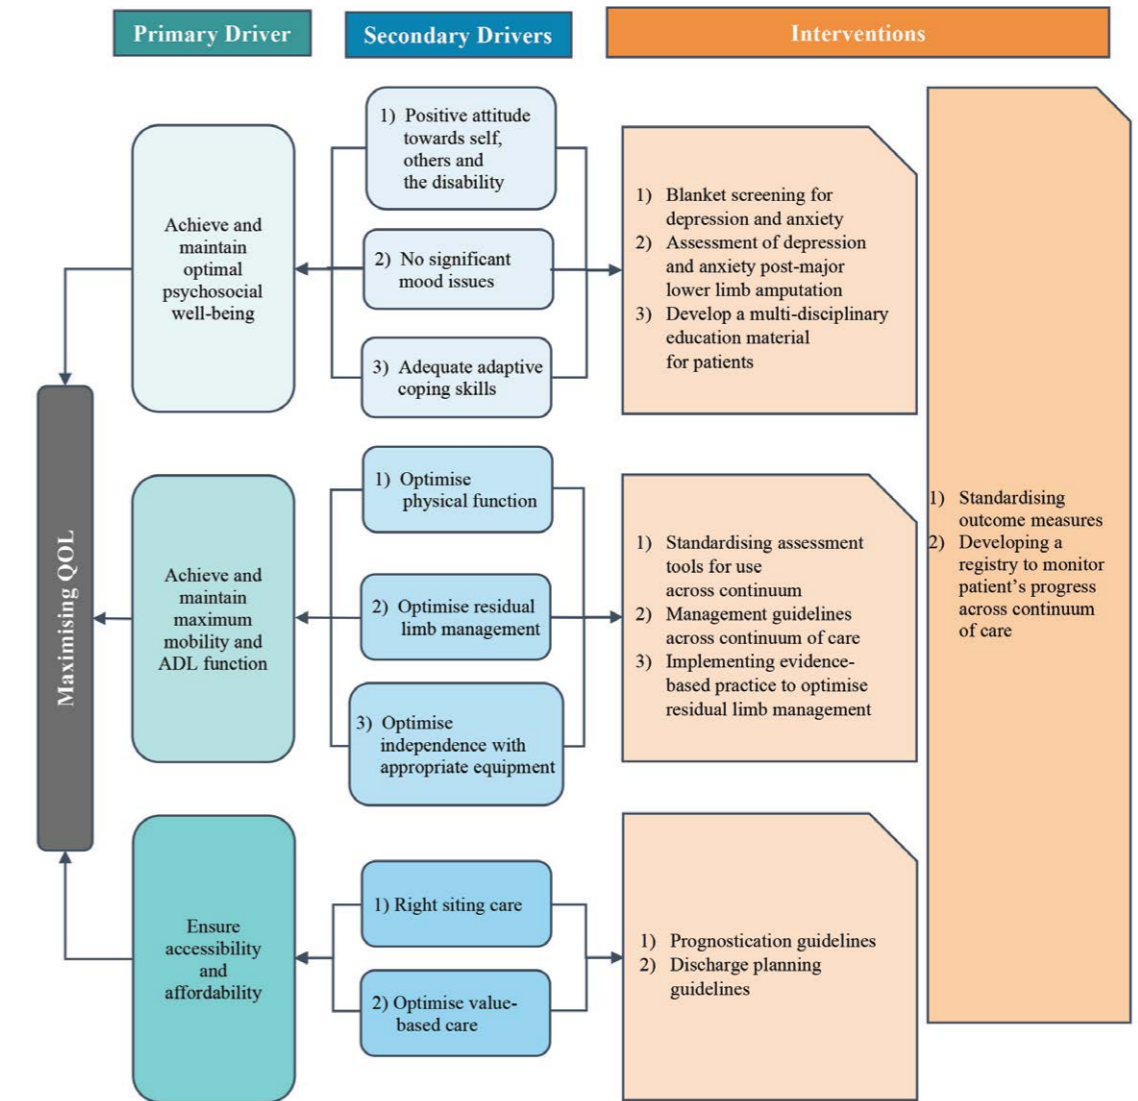 Primary Driver
Secondary Drivers
Interventions
Maximising QOL
Achieve and
maintain
optimal
psychosocial
well-being
1) Positive attitude
towards self,
others and
the disability
2) No significant
mood issues
3) Adequate adaptive
coping skills
1) Blanket screening for
depression and anxiety
2) Assessment of depression
and anxiety post-major
lower limb amputation
3) Develop a multi-disciplinary
education material
for patients
Achieve and
maintain
maximum
mobility and
ADL function
1) Optimise
physical function
2) Optimise residual
limb management
3) Optimise
independence with
appropriate equipment
1) Standardising assessment
tools for use
across continuum
2) Management guidelines
across continuum of care
3) Implementing evidence-
based practice to optimise
residual limb management
Ensure
accessibility
and
affordability
1) Right siting care
2) Optimise value-
based care
1) Prognostication guidelines
2) Discharge planning
guidelines
1) Standardising
outcome measures
2) Developing a
registry to monitor
patient’s progress
across continuum
of care